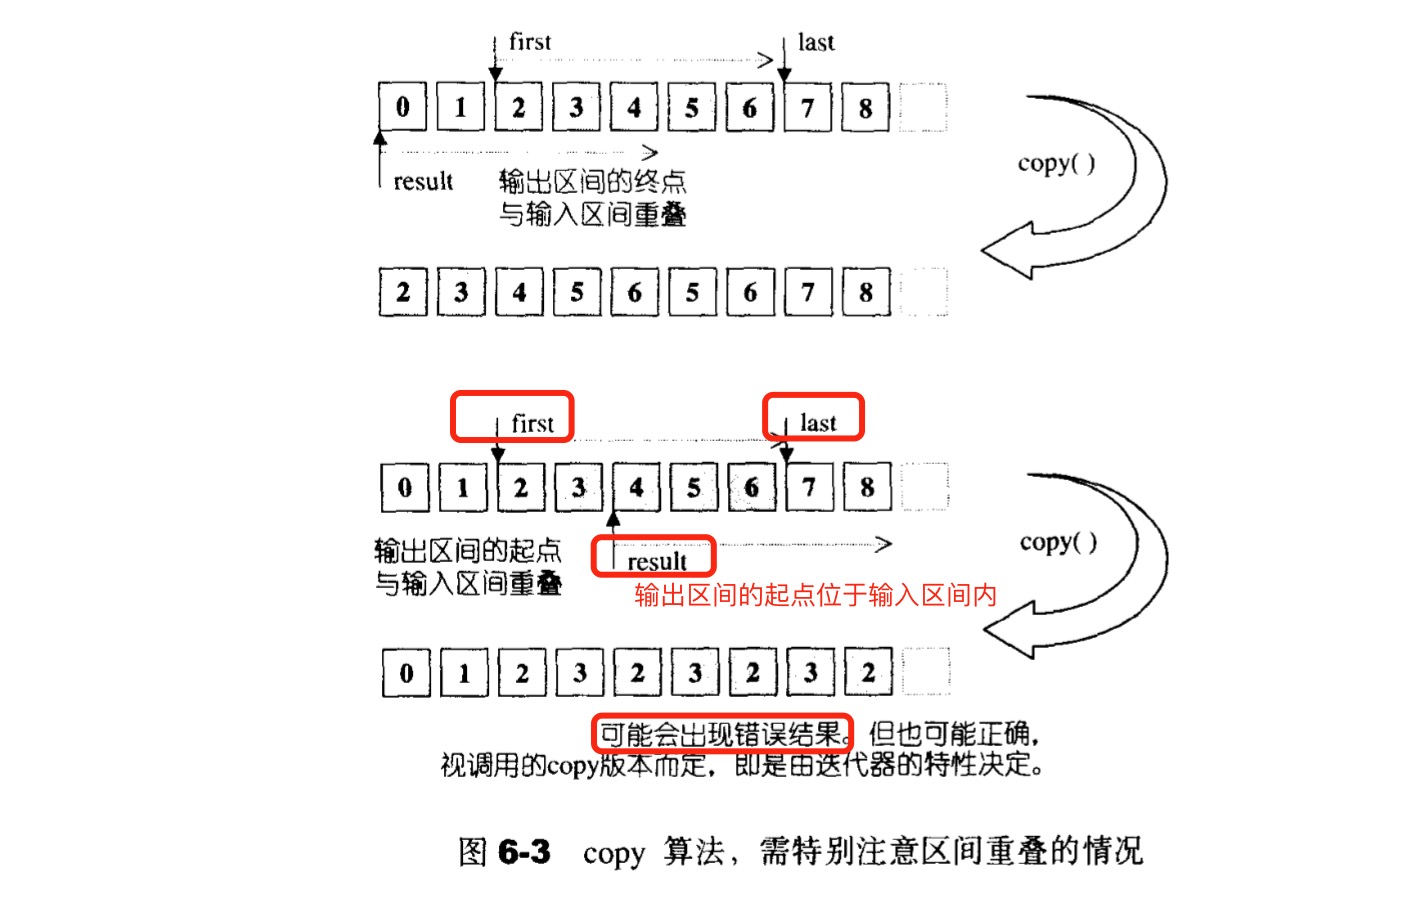 first last
0 1 2 3 4 5 6 7 8
copy( )
result 输出区间的终点
与输入区间重叠
2 3 4 5 6 5 6 7 8
first last
0 1 2 3 4 5 6 7 8
输出区间的起点
copy( )
result
与输入区间重叠
输出区间的起点位于输入区间内
0 1 2 3 2 3 2 3 2
可能会出现错误结果。但也可能正确,
视调用的copy版本而定,即是由迭代器的特性决定。
图 6-3 copy 算法,需特别注意区间重叠的情况